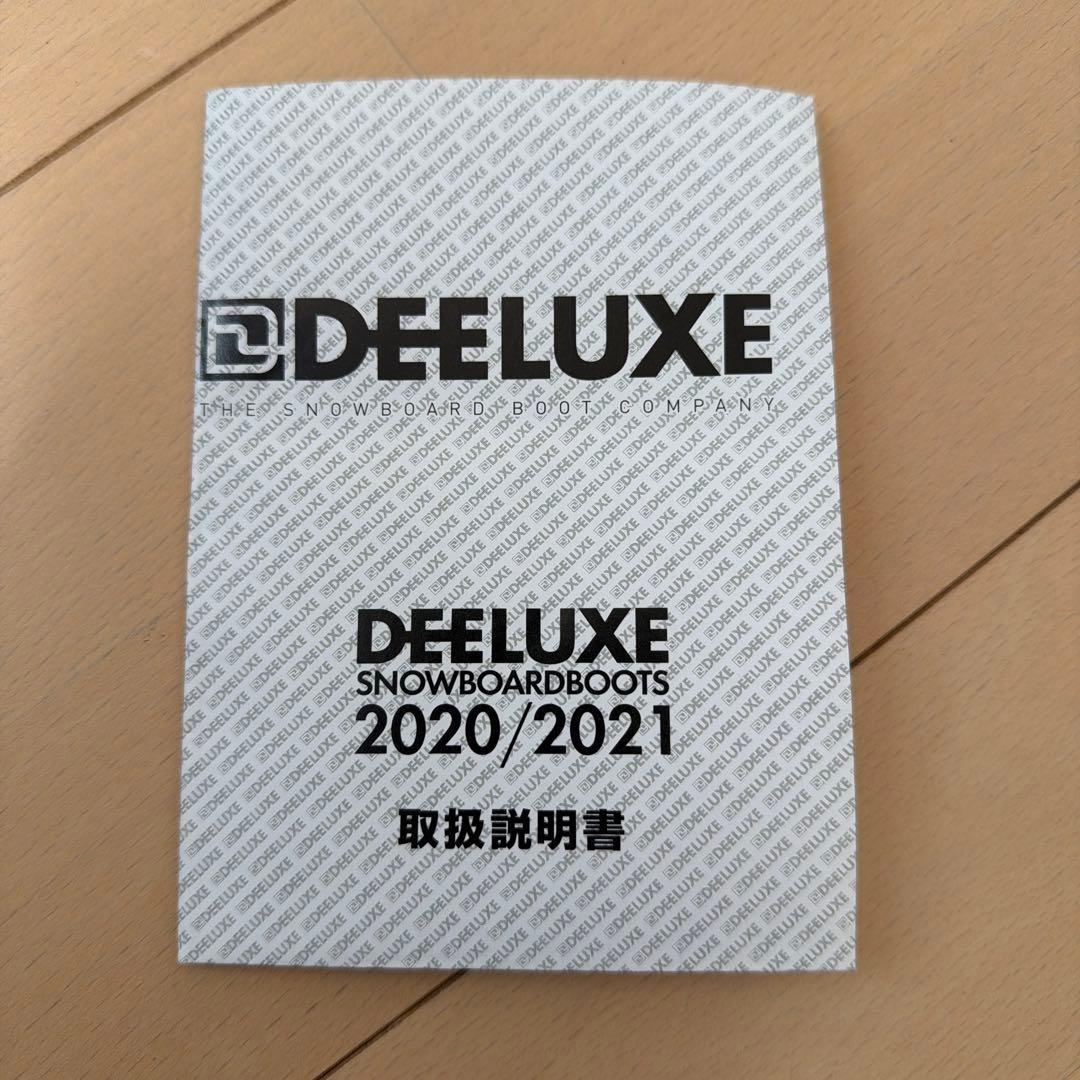 DEELUXE
THE SNOWBOARD BOOT COMPANY
DEELUXE
SNOWBOARDBOOTS
2020/2021
取扱説明書